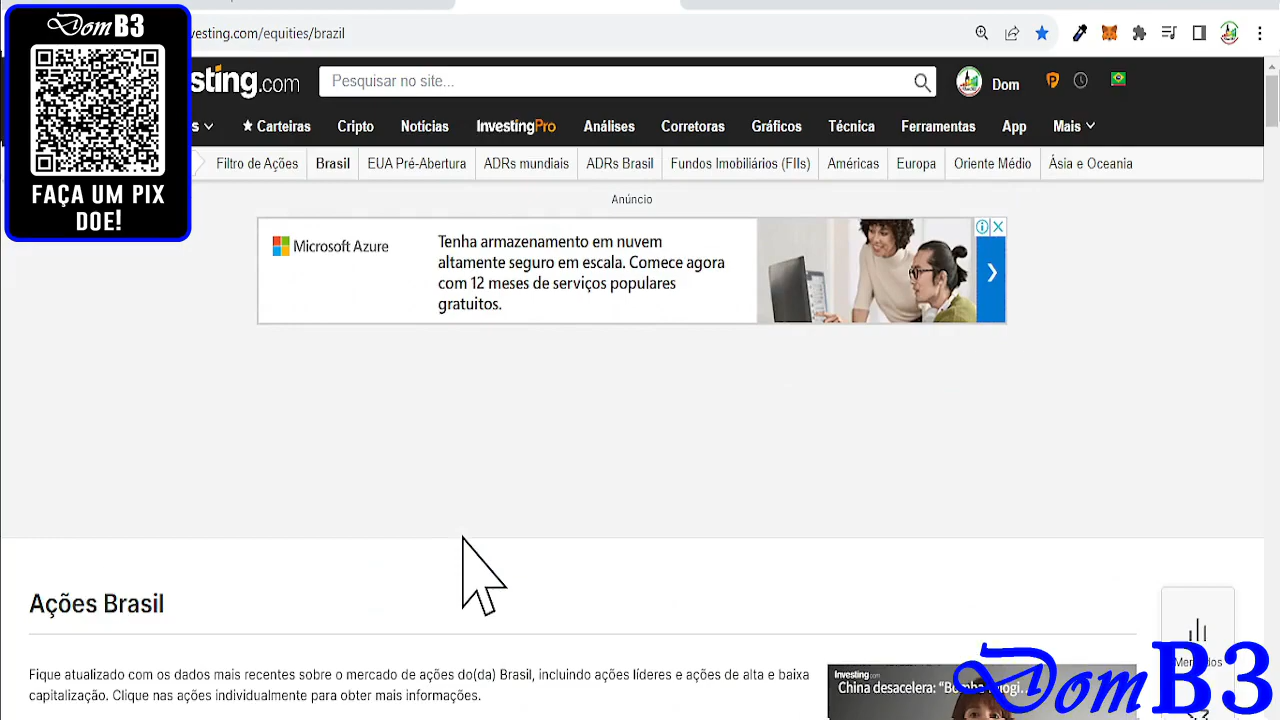 Dom B3
FAÇA UM PIX
DOE!
vesting.com/equities/brazil
sting.com
Pesquisar no site...
Dom
s
Carteiras
Cripto
Notícias
InvestingPro
Análises
Corretoras
Gráficos
Técnica
Ferramentas
App
Mais
Filtro de Ações
Brasil
EUA Pré-Abertura
ADRs mundiais
ADRs Brasil
Fundos Imobiliários (FIIs)
Américas
Europa
Oriente Médio
Ásia e Oceania
Anúncio
Microsoft Azure
Tenha armazenamento em nuvem
altamente seguro em escala. Comece agora
com 12 meses de serviços populares
gratuitos.
Ações Brasil
Fique atualizado com os dados mais recentes sobre o mercado de ações do(da) Brasil, incluindo ações líderes e ações de alta e baixa
capitalização. Clique nas ações individualmente para obter mais informações.
Investing.com
China desacelera:
Dom B3